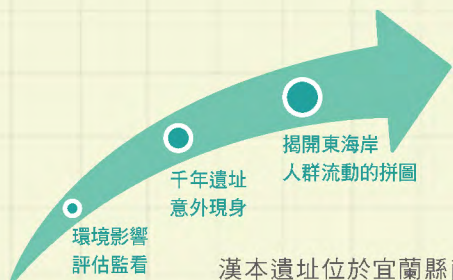 環境影響
評估監看
千年遺址
意外現身
揭開東海岸
人群流動的拼圖
漢本遺址位於宜蘭縣